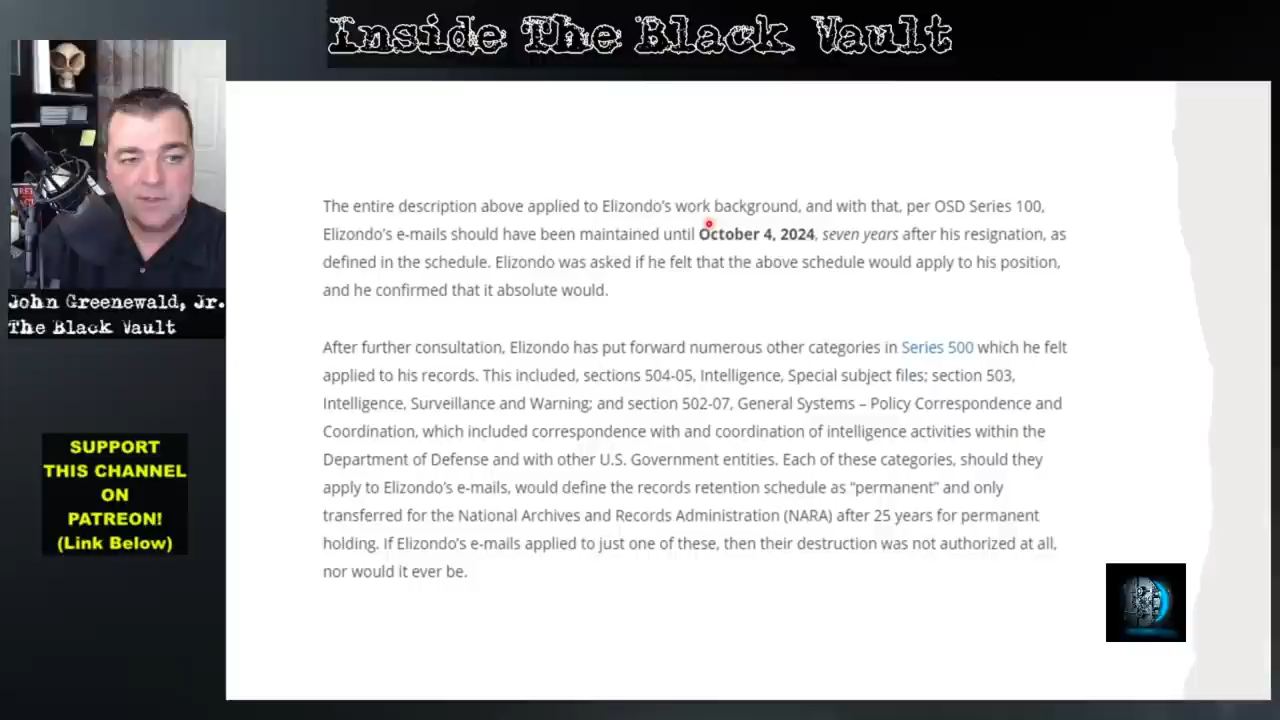 Inside The Black Vault
John Greenewald, Jr.
The Black Vault
SUPPORT
THIS CHANNEL
ON
PATREON!
(Link Below)
The entire description above applied to Elizondo's work background, and with that, per OSD Series 100,
Elizondo's e-mails should have been maintained until October 4, 2024, seven years after his resignation, as
defined in the schedule. Elizondo was asked if he felt that the above schedule would apply to his position,
and he confirmed that it absolute would.
After further consultation, Elizondo has put forward numerous other categories in Series 500 which he felt
applied to his records. This included, sections 504-05, Intelligence, Special subject files; section 503,
Intelligence, Surveillance and Warning; and section 502-07, General Systems – Policy Correspondence and
Coordination, which included correspondence with and coordination of intelligence activities within the
Department of Defense and with other U.S. Government entities. Each of these categories, should they
apply to Elizondo's e-mails, would define the records retention schedule as “permanent” and only
transferred for the National Archives and Records Administration (NARA) after 25 years for permanent
holding. If Elizondo's e-mails applied to just one of these, then their destruction was not authorized at all,
nor would it ever be.